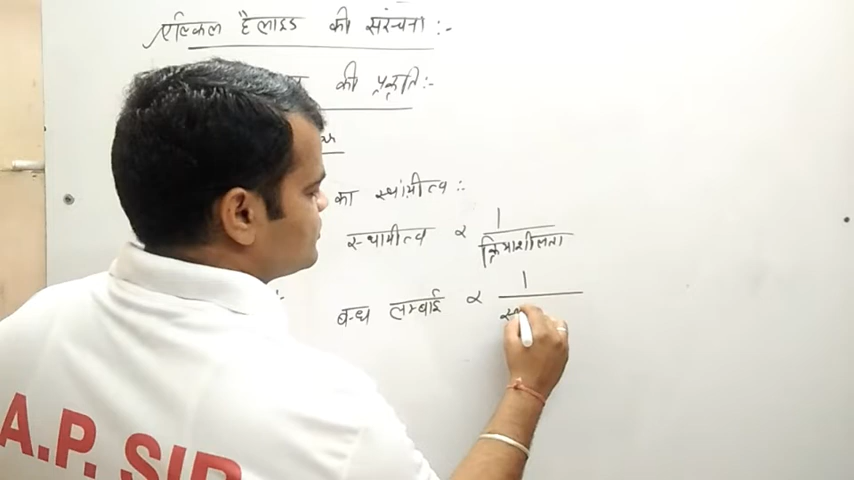 एल्किल हैलाइड की संरचना :-
की प्रकृति:-
का स्थायीत्व :-
स्थायीत्व ∝ 1
क्रियाशीलता
बन्ध लम्बाई ∝ 1
A.P. SIR